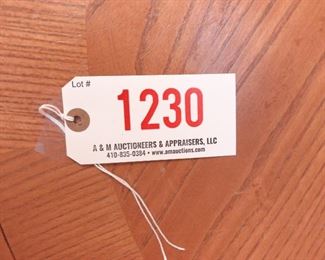 Lot #
1230
A & M AUCTIONEERS & APPRAISERS, LLC
410-835-0384 • www.amauctions.com